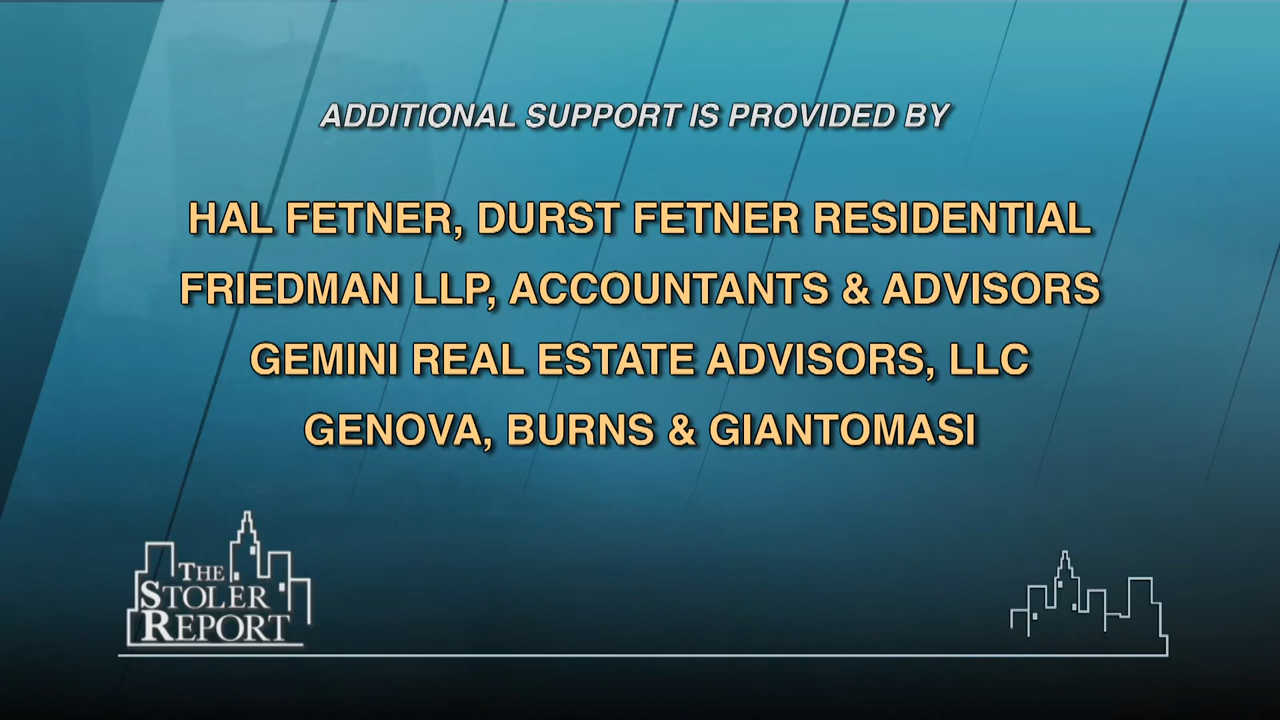 ADDITIONAL SUPPORT IS PROVIDED BY
HAL FETNER, DURST FETNER RESIDENTIAL
FRIEDMAN LLP, ACCOUNTANTS & ADVISORS
GEMINI REAL ESTATE ADVISORS, LLC
GENOVA, BURNS & GIANTOMASI
THE
STOLER
REPORT